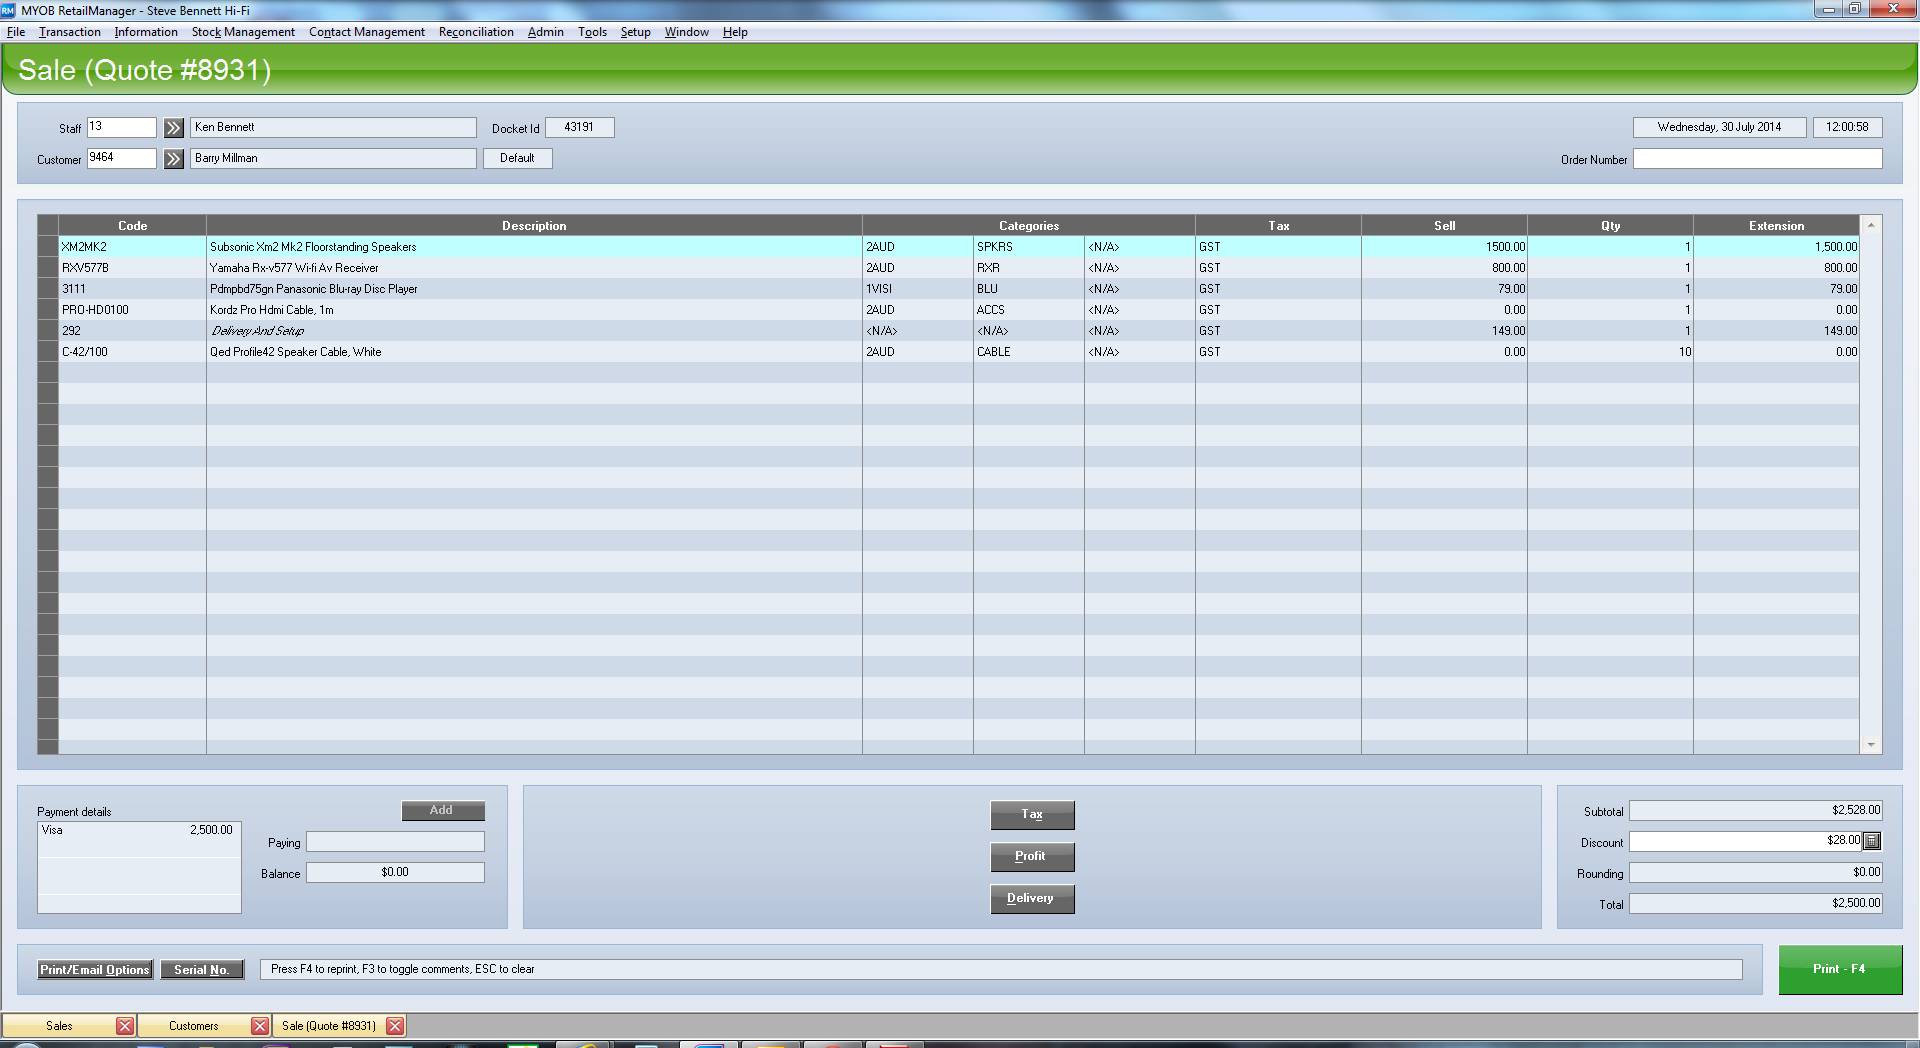 RM MYOB RetailManager - Steve Bennett Hi-Fi
File Transaction Information Stock Management Contact Management Reconciliation Admin Tools Setup Window Help
Sale (Quote #8931)
Staff 13 Ken Bennett Docket Id 43191 Wednesday, 30 July 2014 12:00:58
Customer 9464 Barry Millman Default Order Number
Code Description Categories Tax Sell Qty Extension
XM2MK2 Subsonic Xm2 Mk2 Floorstanding Speakers 2AUD SPKRS <N/A> GST 1500.00 1 1,500.00
RXV577B Yamaha Rx-v577 Wi-fi Av Receiver 2AUD RXR <N/A> GST 800.00 1 800.00
3111 Pdmpbd75gn Panasonic Blu-ray Disc Player 1VISI BLU <N/A> GST 79.00 1 79.00
PRO-HD0100 Kordz Pro Hdmi Cable, 1m 2AUD ACCS <N/A> GST 0.00 1 0.00
292 Delivery And Setup <N/A> <N/A> <N/A> GST 149.00 1 149.00
C-42/100 Qed Profile42 Speaker Cable, White 2AUD CABLE <N/A> GST 0.00 10 0.00
Payment details Add Tax Subtotal $2,528.00
Visa 2,500.00 Paying Discount $28.00
Profit
Balance $0.00 Rounding $0.00
Delivery Total $2,500.00
Print/Email Options Serial No. Press F4 to reprint, F3 to toggle comments, ESC to clear Print - F4
Sales Customers Sale (Quote #8931)